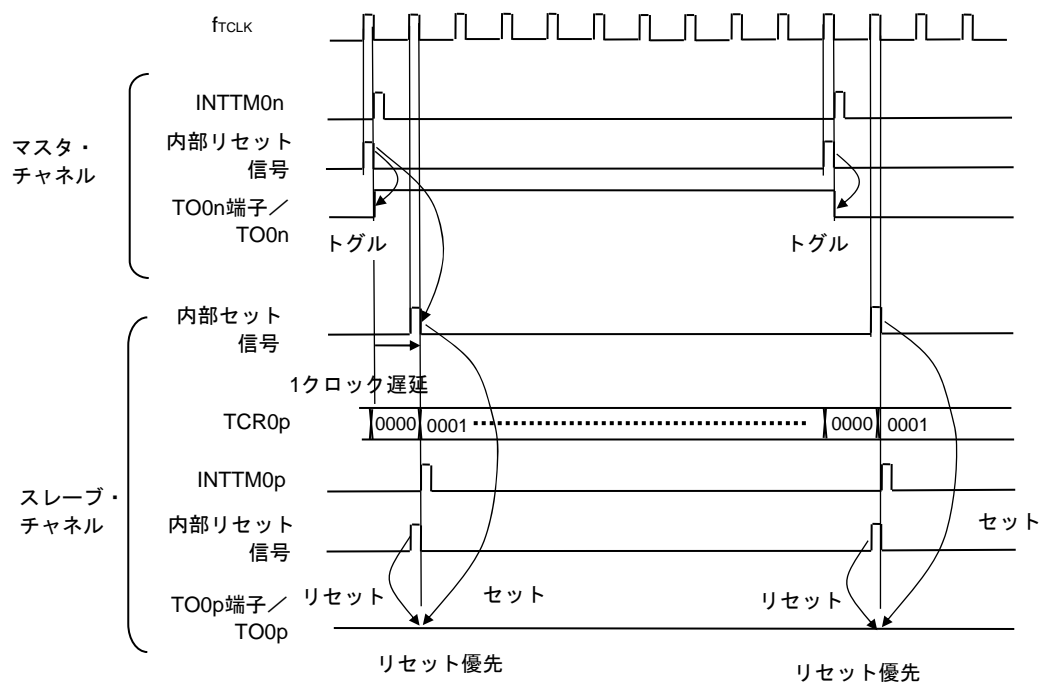 fTCLK
マスタ・
チャネル
INTTM0n
内部リセット
信号
TO0n端子／
TO0n
トグル
トグル
スレーブ・
チャネル
内部セット
信号
1クロック遅延
TCR0p
0000
0001
0000
0001
INTTM0p
内部リセット
信号
セット
リセット
セット
リセット
TO0p端子／
TO0p
リセット優先
リセット優先